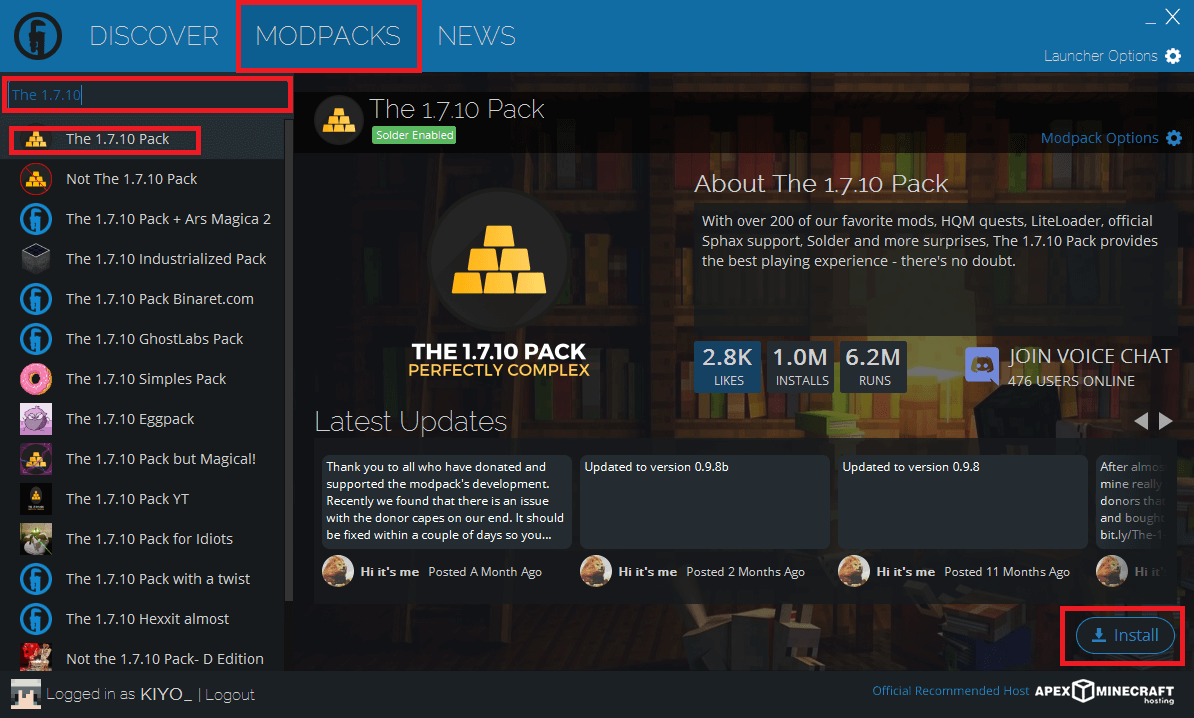 DISCOVER MODPACKS NEWS
Launcher Options
The 1.7.10
The 1.7.10 Pack
Not The 1.7.10 Pack
The 1.7.10 Pack + Ars Magica 2
The 1.7.10 Industrialized Pack
The 1.7.10 Pack Binaret.com
The 1.7.10 GhostLabs Pack
The 1.7.10 Simples Pack
The 1.7.10 Eggpack
The 1.7.10 Pack but Magical!
The 1.7.10 Pack YT
The 1.7.10 Pack for Idiots
The 1.7.10 Pack with a twist
The 1.7.10 Hexxit almost
Not the 1.7.10 Pack- D Edition
The 1.7.10 Pack
Solder Enabled
Modpack Options
THE 1.7.10 PACK
PERFECTLY COMPLEX
About The 1.7.10 Pack
With over 200 of our favorite mods, HQM quests, LiteLoader, official
Sphax support, Solder and more surprises, The 1.7.10 Pack provides
the best playing experience - there's no doubt.
2.8K 1.0M 6.2M
LIKES INSTALLS RUNS
JOIN VOICE CHAT
476 USERS ONLINE
Latest Updates
Thank you to all who have donated and
supported the modpack's development.
Recently we found that there is an issue
with the donor capes on our end. It should
be fixed within a couple of days so you...
Hi it's me Posted A Month Ago
Updated to version 0.9.8b
Hi it's me Posted 2 Months Ago
Updated to version 0.9.8
Hi it's me Posted 11 Months Ago
After almos
mine really
donors that
and bought
bit.ly/The-1-
Hi it's
Install
Logged in as KIYO_ | Logout
Official Recommended Host APEX MINECRAFT
hosting